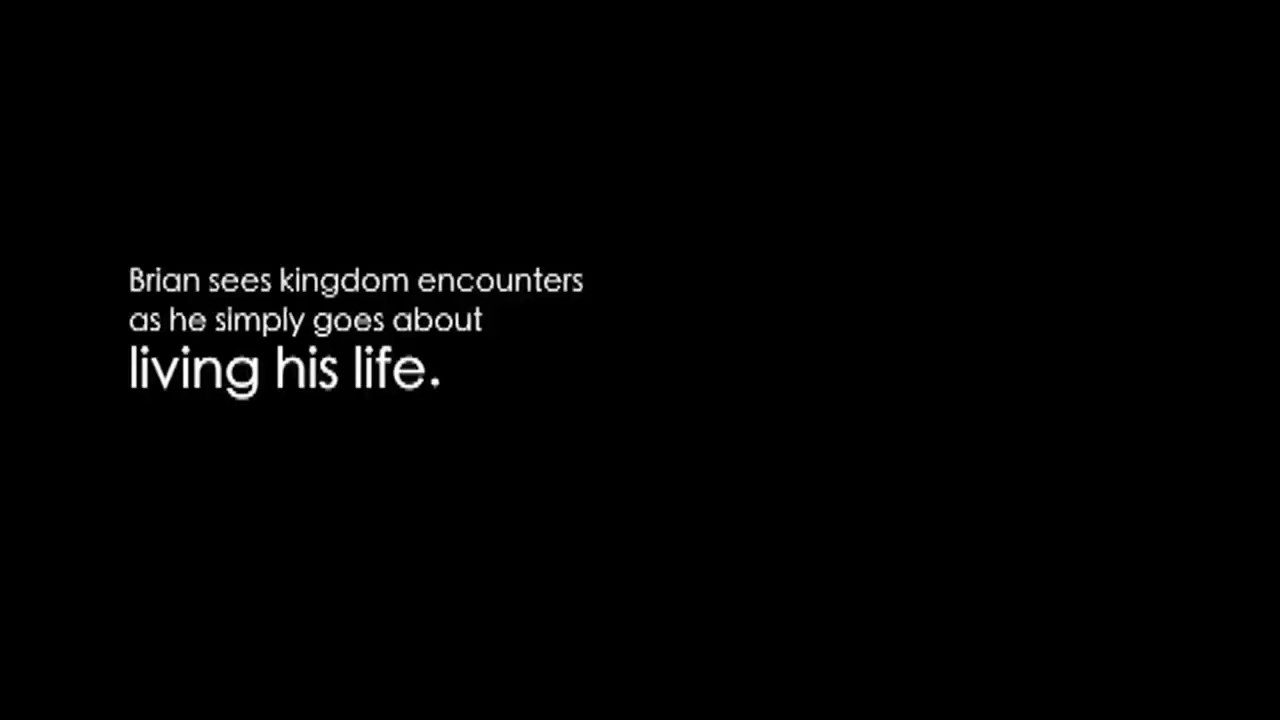 Brian sees kingdom encounters
as he simply goes about
living his life.